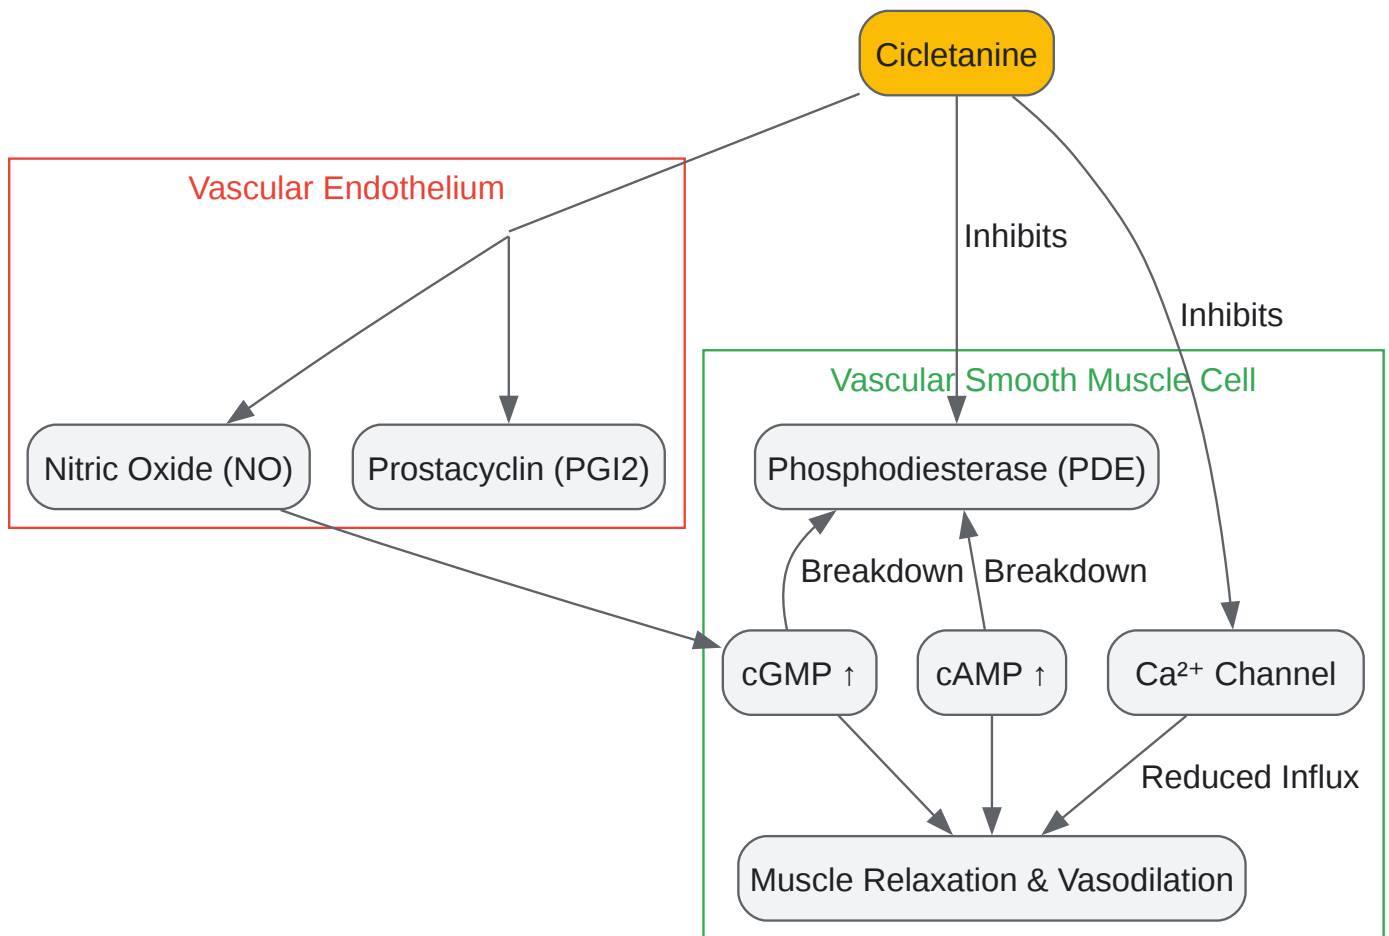 Cicletanine
Vascular Endothelium
Inhibits
Inhibits
Vascular Smooth Muscle Cell
Nitric Oxide (NO)
Prostacyclin (PGI2)
Phosphodiesterase (PDE)
Breakdown
Breakdown
cGMP ↑
cAMP ↑
Ca²⁺ Channel
Reduced Influx
Muscle Relaxation & Vasodilation